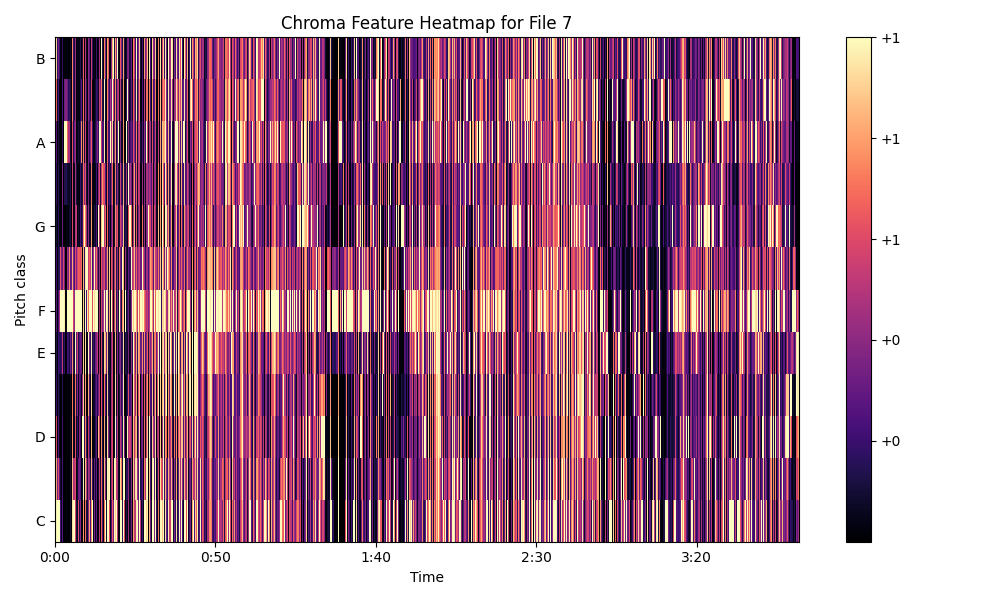 Chroma Feature Heatmap for File 7
Pitch class
B
A
G
F
E
D
C
0:00
0:50
1:40
2:30
3:20
Time
+1
+1
+1
+0
+0